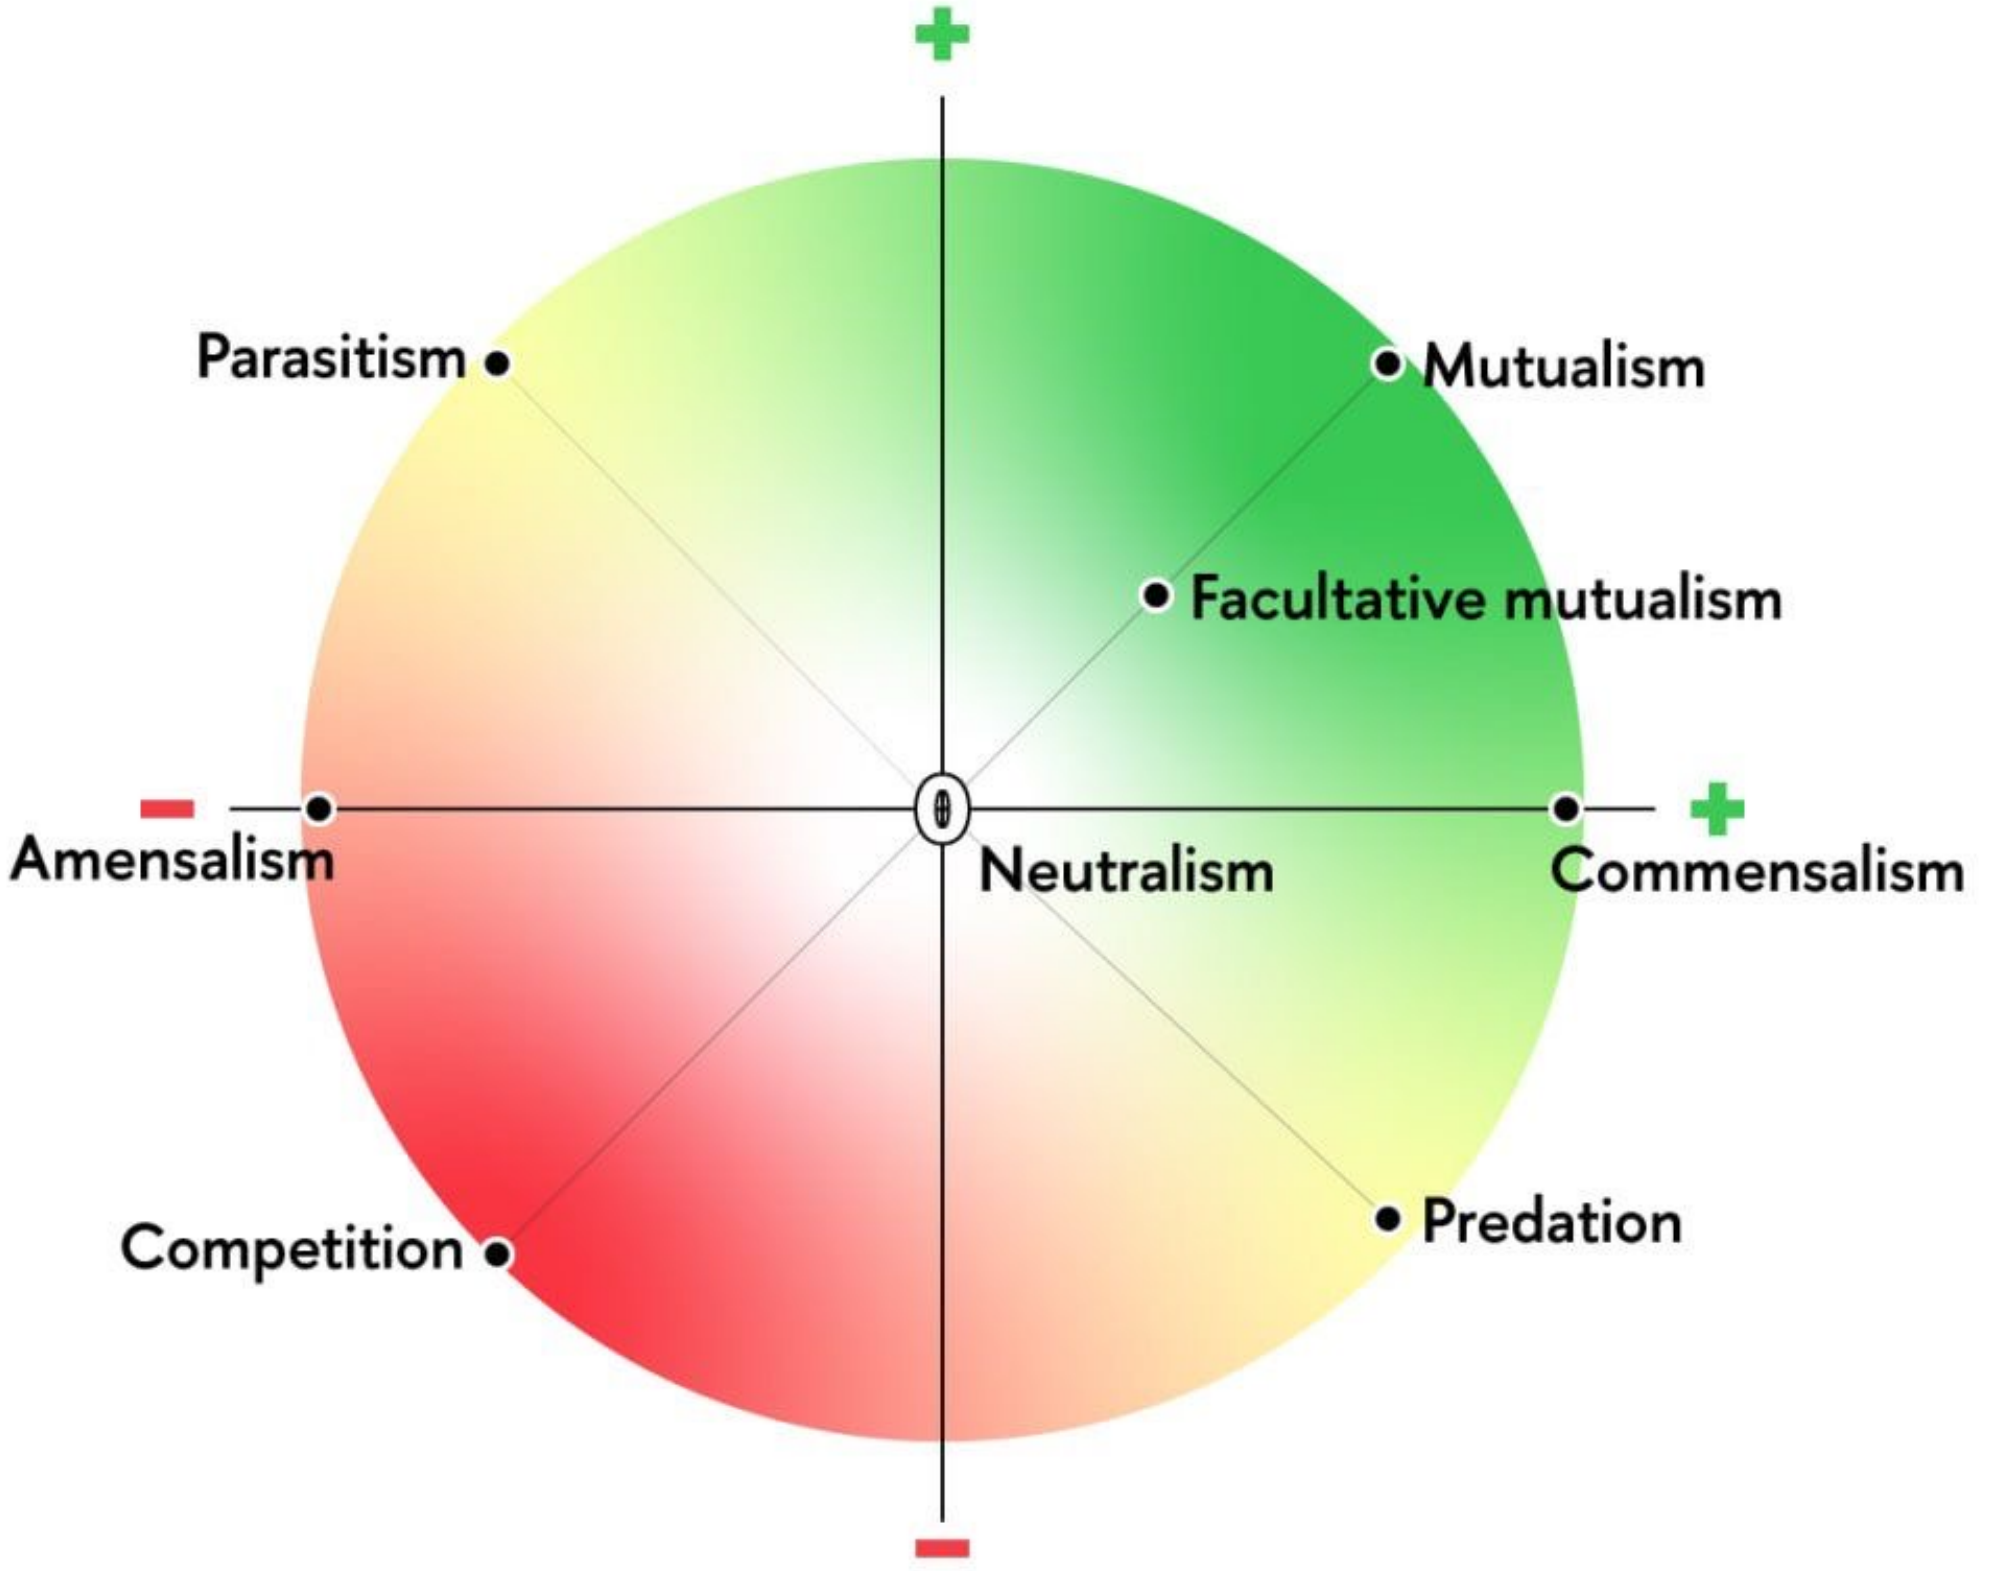 +
Parasitism
Mutualism
Facultative mutualism
− 0 +
Amensalism
Neutralism
Commensalism
Competition
Predation
−